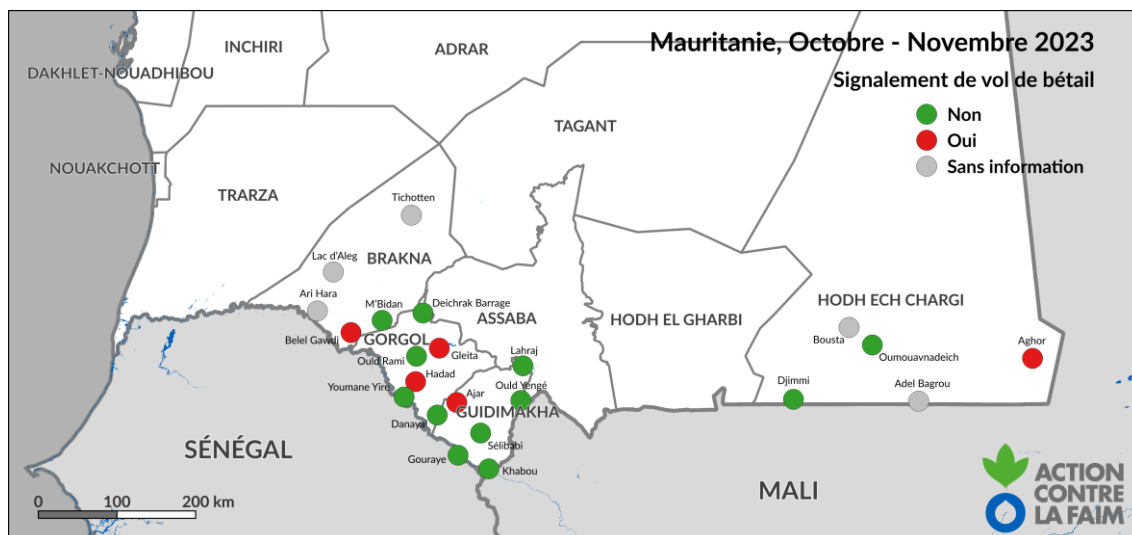 Mauritanie, Octobre - Novembre 2023
Signalement de vol de bétail
Non
Oui
Sans information
INCHIRI
ADRAR
DAKHLET-NOUADHIBOU
TAGANT
NOUAKCHOTT
TRARZA
Tichotten
Lac d'Aleg
BRAKNA
Ari Hara
M'Bidan
Deichrak Barrage
ASSABA
HODH EL GHARBI
HODH ECH CHARGI
Belel Gawdi
GORGOL
Gleita
Ould Rami
Lahraj
Bousta
Oumouavnadeich
Aghor
Hadad
Youmane Yiré
Ajar
Ould Yengé
Djimmi
Adel Bagrou
GUIDIMAKHA
Danayal
Sélibabi
Gouraye
Khabou
SÉNÉGAL
MALI
0 100 200 km
ACTION
CONTRE
LA FAIM